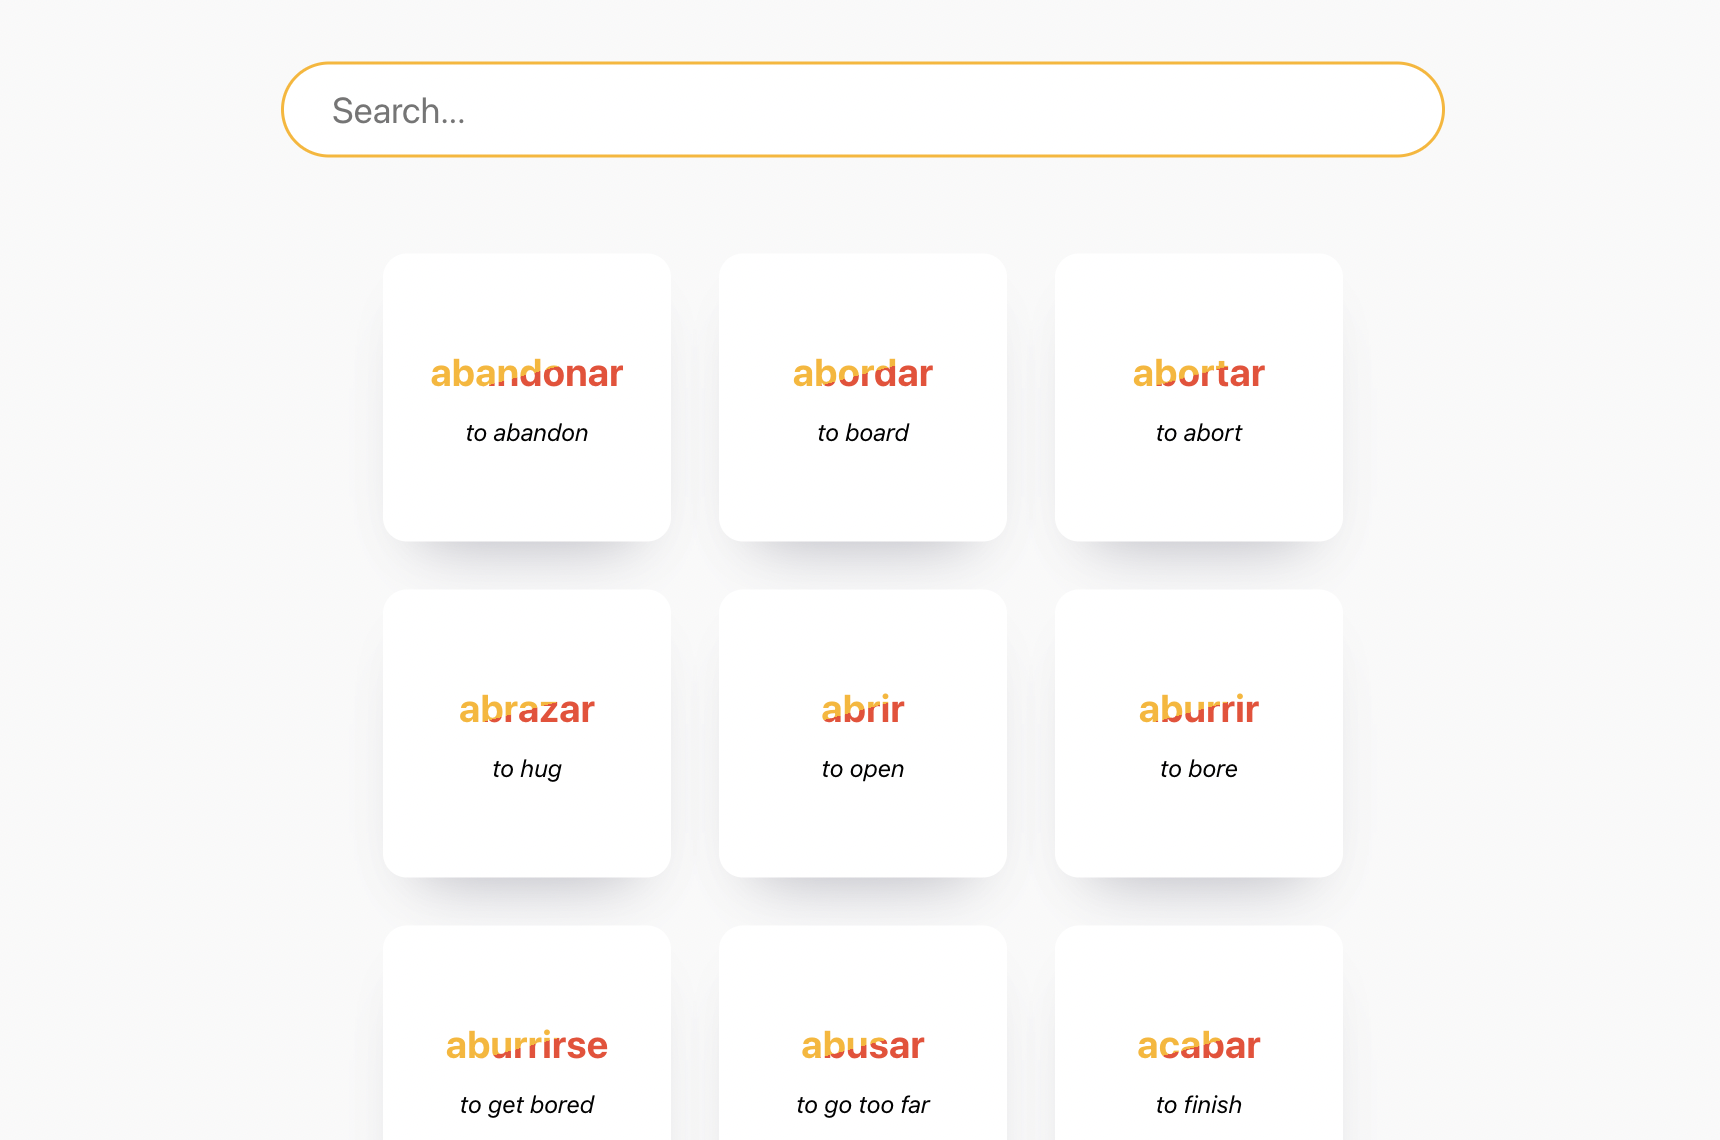 Search...
abandonar
to abandon
abordar
to board
abortar
to abort
abrazar
to hug
abrir
to open
aburrir
to bore
aburrirse
to get bored
abusar
to go too far
acabar
to finish